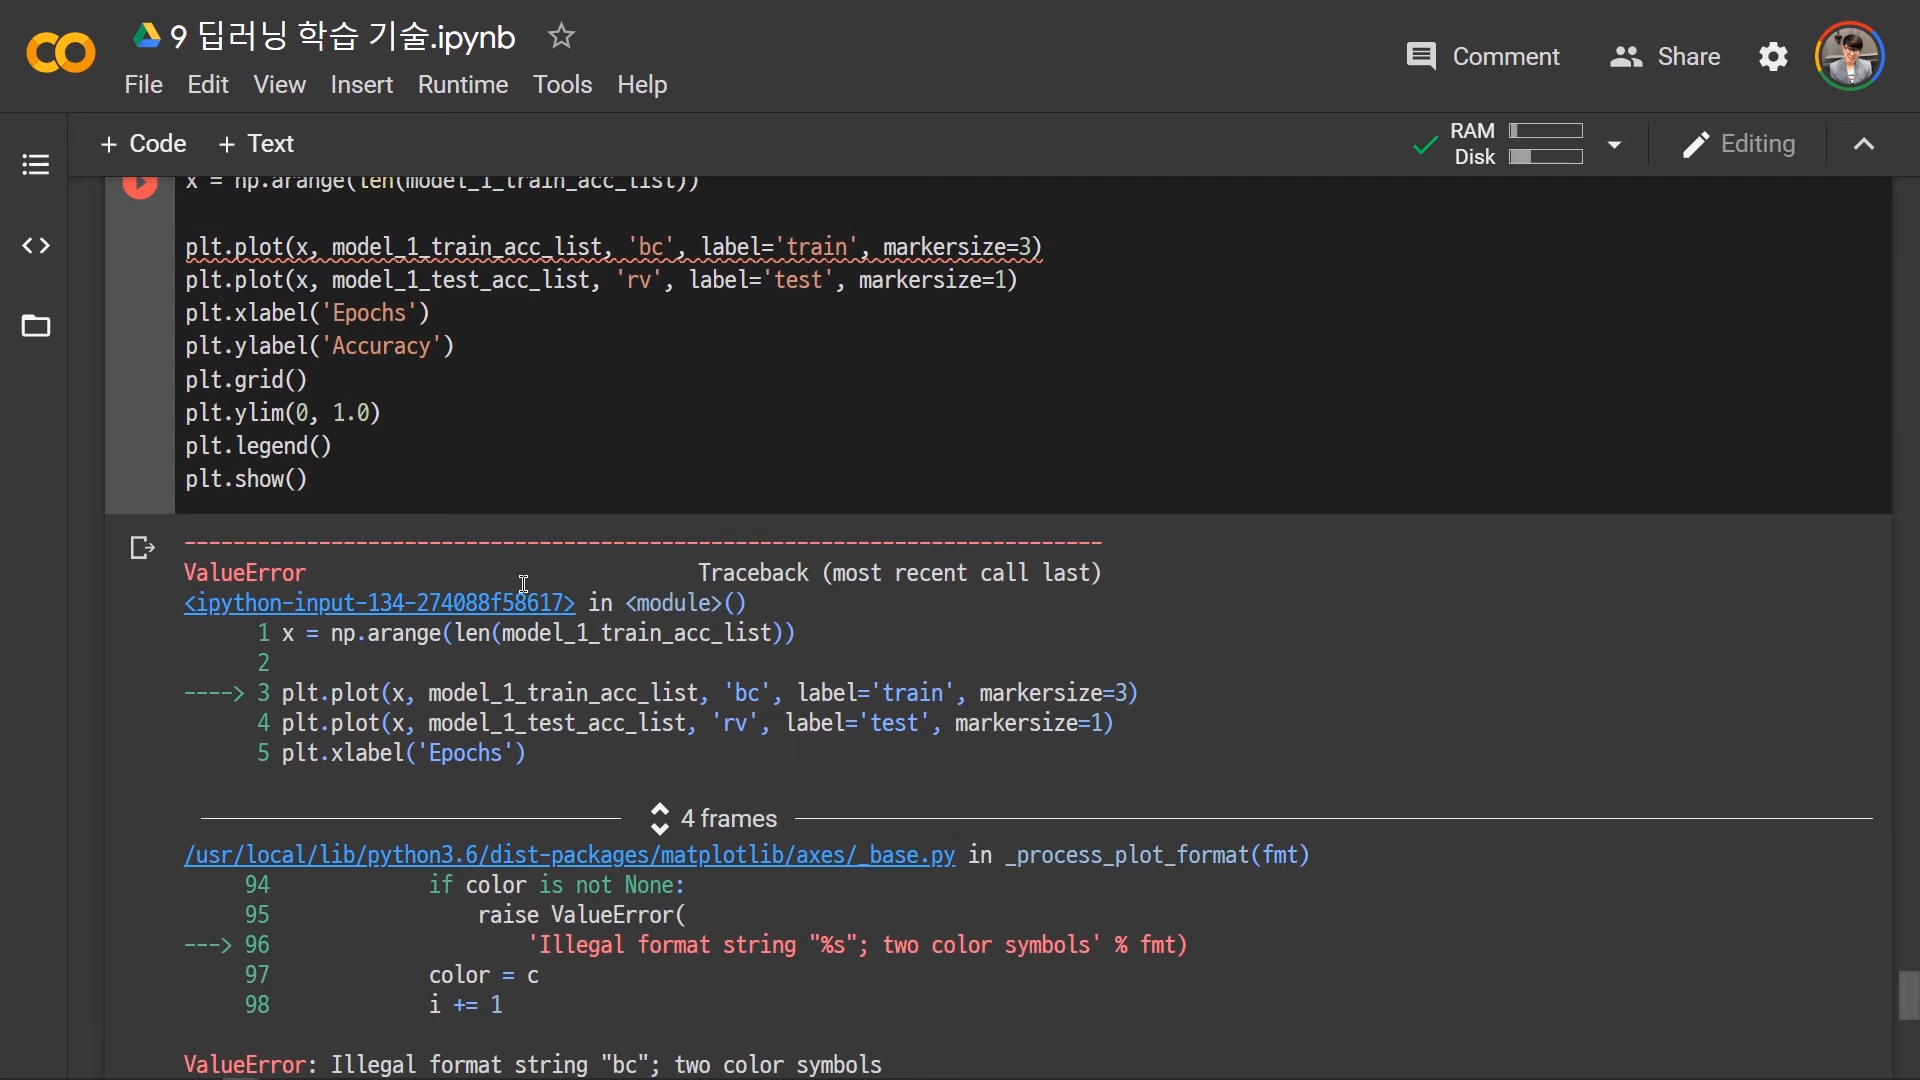 9 딥러닝 학습 기술.ipynb
Comment
Share
File Edit View Insert Runtime Tools Help
+ Code + Text
RAM
Disk
Editing
x = np.arange(len(model_1_train_acc_list))
plt.plot(x, model_1_train_acc_list, 'bc', label='train', markersize=3)
plt.plot(x, model_1_test_acc_list, 'rv', label='test', markersize=1)
plt.xlabel('Epochs')
plt.ylabel('Accuracy')
plt.grid()
plt.ylim(0, 1.0)
plt.legend()
plt.show()
---------------------------------------------------------------------------
ValueError Traceback (most recent call last)
<ipython-input-134-274088f58617> in <module>()
1 x = np.arange(len(model_1_train_acc_list))
2
----> 3 plt.plot(x, model_1_train_acc_list, 'bc', label='train', markersize=3)
4 plt.plot(x, model_1_test_acc_list, 'rv', label='test', markersize=1)
5 plt.xlabel('Epochs')
4 frames
/usr/local/lib/python3.6/dist-packages/matplotlib/axes/_base.py in _process_plot_format(fmt)
94 if color is not None:
95 raise ValueError(
---> 96 'Illegal format string "%s"; two color symbols' % fmt)
97 color = c
98 i += 1
ValueError: Illegal format string "bc"; two color symbols